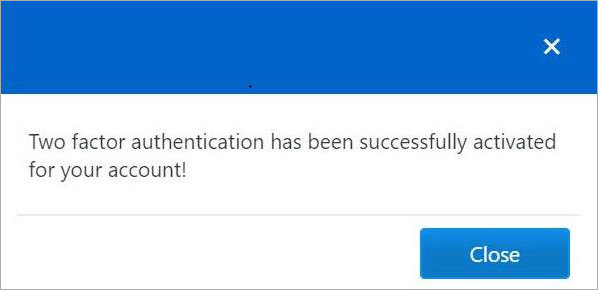 Two factor authentication has been successfully activated
for your account!
Close